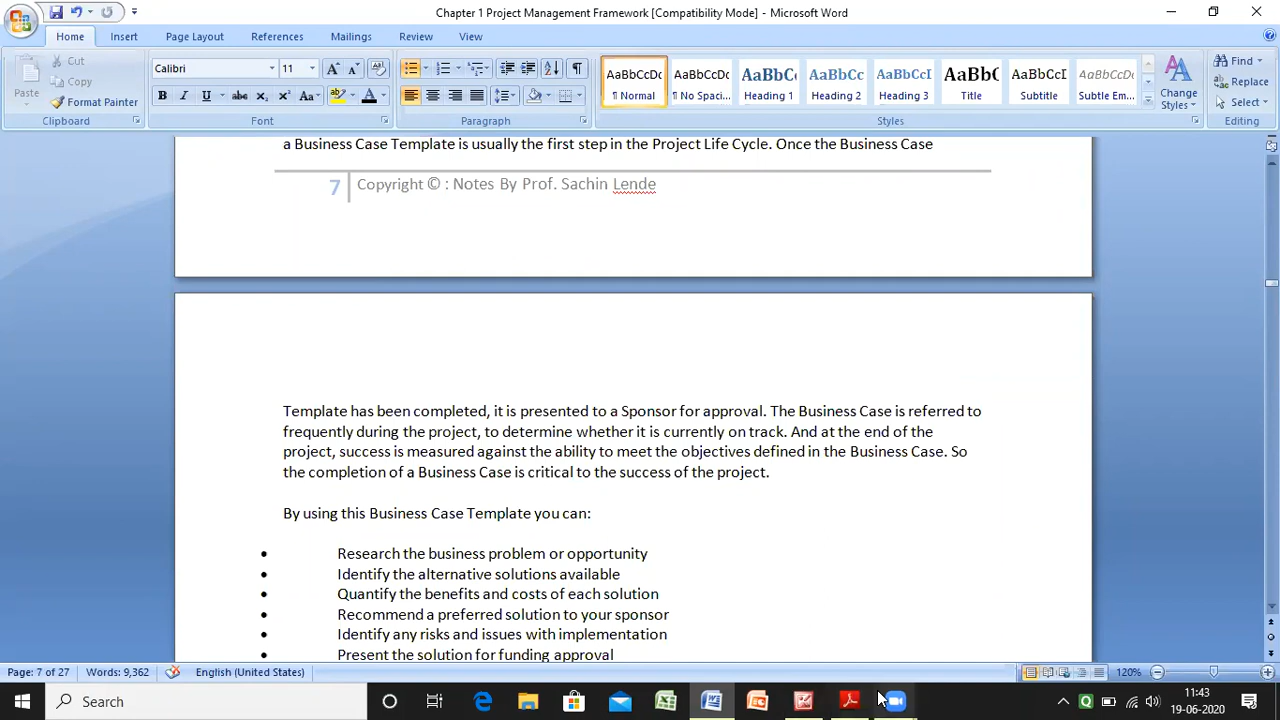 Chapter 1 Project Management Framework [Compatibility Mode] - Microsoft Word
Home Insert Page Layout References Mailings Review View
Paste
Cut
Copy
Format Painter
Clipboard
Calibri 11
Font
Paragraph
AaBbCcDc AaBbCcDc AaBbC AaBbCc AaBbCcI AaBb( AaBbCcI AaBbCcDc
¶ Normal ¶ No Spaci... Heading 1 Heading 2 Heading 3 Title Subtitle Subtle Em...
Change Styles
Styles
Find
Replace
Select
Editing
a Business Case Template is usually the first step in the Project Life Cycle. Once the Business Case
7 Copyright © : Notes By Prof. Sachin Lende
Template has been completed, it is presented to a Sponsor for approval. The Business Case is referred to
frequently during the project, to determine whether it is currently on track. And at the end of the
project, success is measured against the ability to meet the objectives defined in the Business Case. So
the completion of a Business Case is critical to the success of the project.
By using this Business Case Template you can:
• Research the business problem or opportunity
• Identify the alternative solutions available
• Quantify the benefits and costs of each solution
• Recommend a preferred solution to your sponsor
• Identify any risks and issues with implementation
• Present the solution for funding approval
Page: 7 of 27 Words: 9,362 English (United States) 120%
Search
11:43
19-06-2020